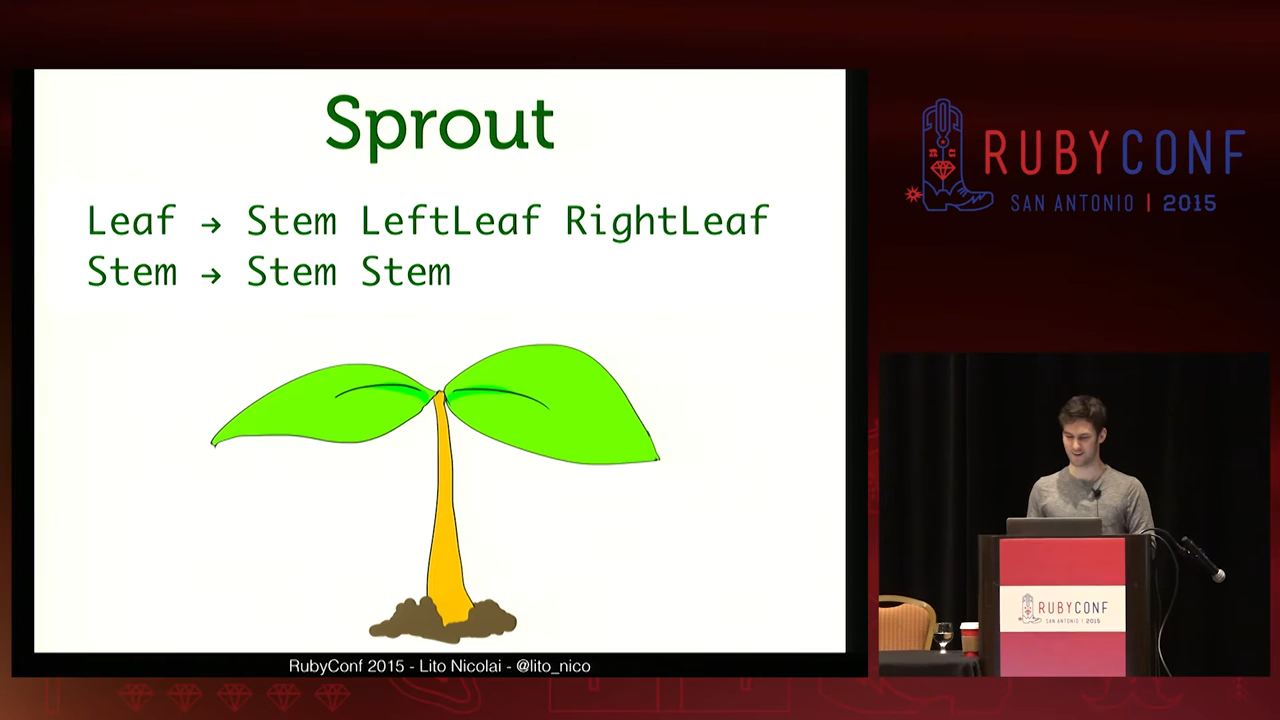 Sprout
Leaf → Stem LeftLeaf RightLeaf
Stem → Stem Stem
RubyConf 2015 - Lito Nicolai - @lito_nico
RUBYCONF
SAN ANTONIO | 2015
RUBYCONF
SAN ANTONIO | 2015